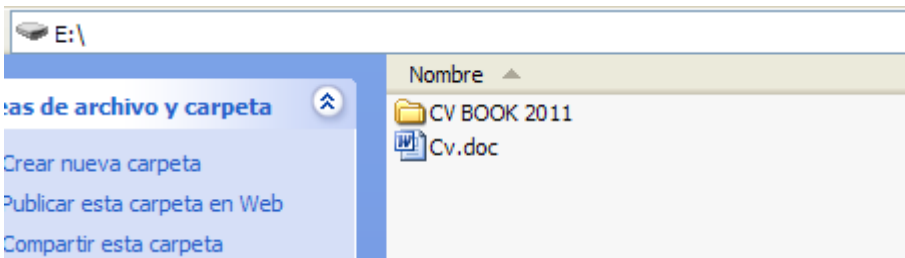 E:\
Nombre
eas de archivo y carpeta
CV BOOK 2011
Cv.doc
Crear nueva carpeta
Publicar esta carpeta en Web
Compartir esta carpeta